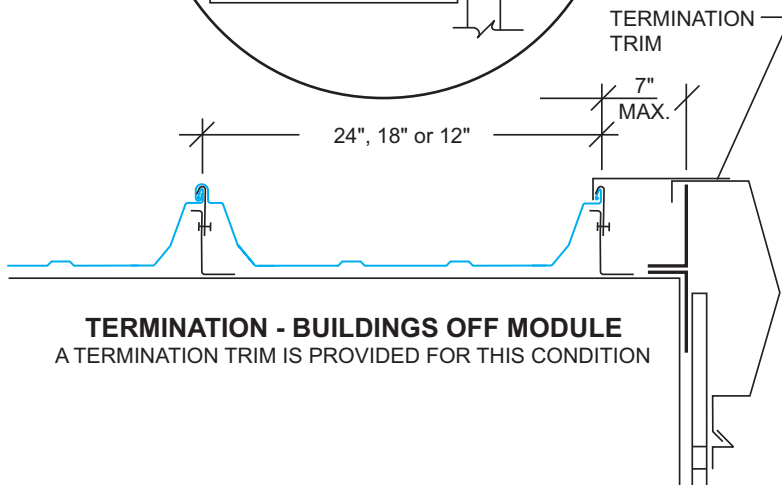 TERMINATION
TRIM
7"
MAX.
24", 18" or 12"
TERMINATION - BUILDINGS OFF MODULE
A TERMINATION TRIM IS PROVIDED FOR THIS CONDITION